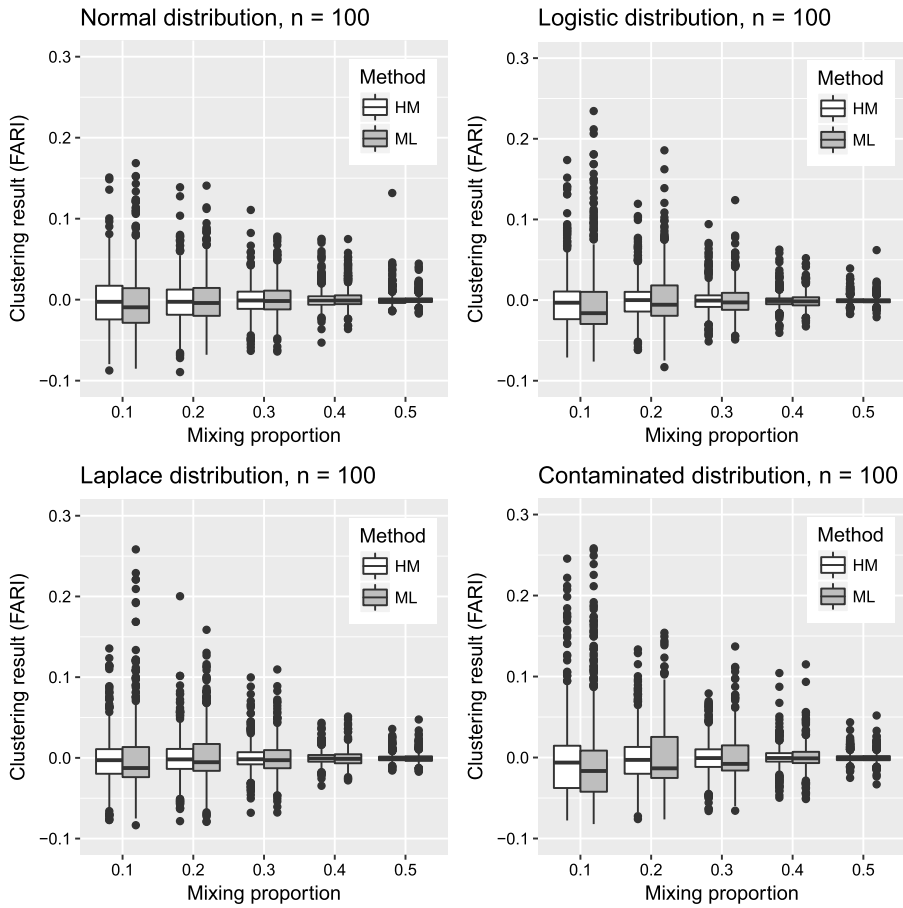 Normal distribution, n = 100
Clustering result (FARI)
0.3
0.2
0.1
0.0
−0.1
Method
HM
ML
0.1 0.2 0.3 0.4 0.5
Mixing proportion
Logistic distribution, n = 100
Clustering result (FARI)
0.3
0.2
0.1
0.0
−0.1
Method
HM
ML
0.1 0.2 0.3 0.4 0.5
Mixing proportion
Laplace distribution, n = 100
Clustering result (FARI)
0.3
0.2
0.1
0.0
−0.1
Method
HM
ML
0.1 0.2 0.3 0.4 0.5
Mixing proportion
Contaminated distribution, n = 100
Clustering result (FARI)
0.3
0.2
0.1
0.0
−0.1
Method
HM
ML
0.1 0.2 0.3 0.4 0.5
Mixing proportion